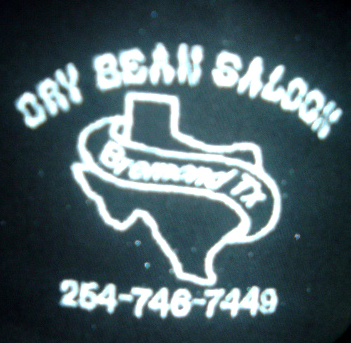 DRY BEAN SALOON
Bremond Tx
254-746-7449